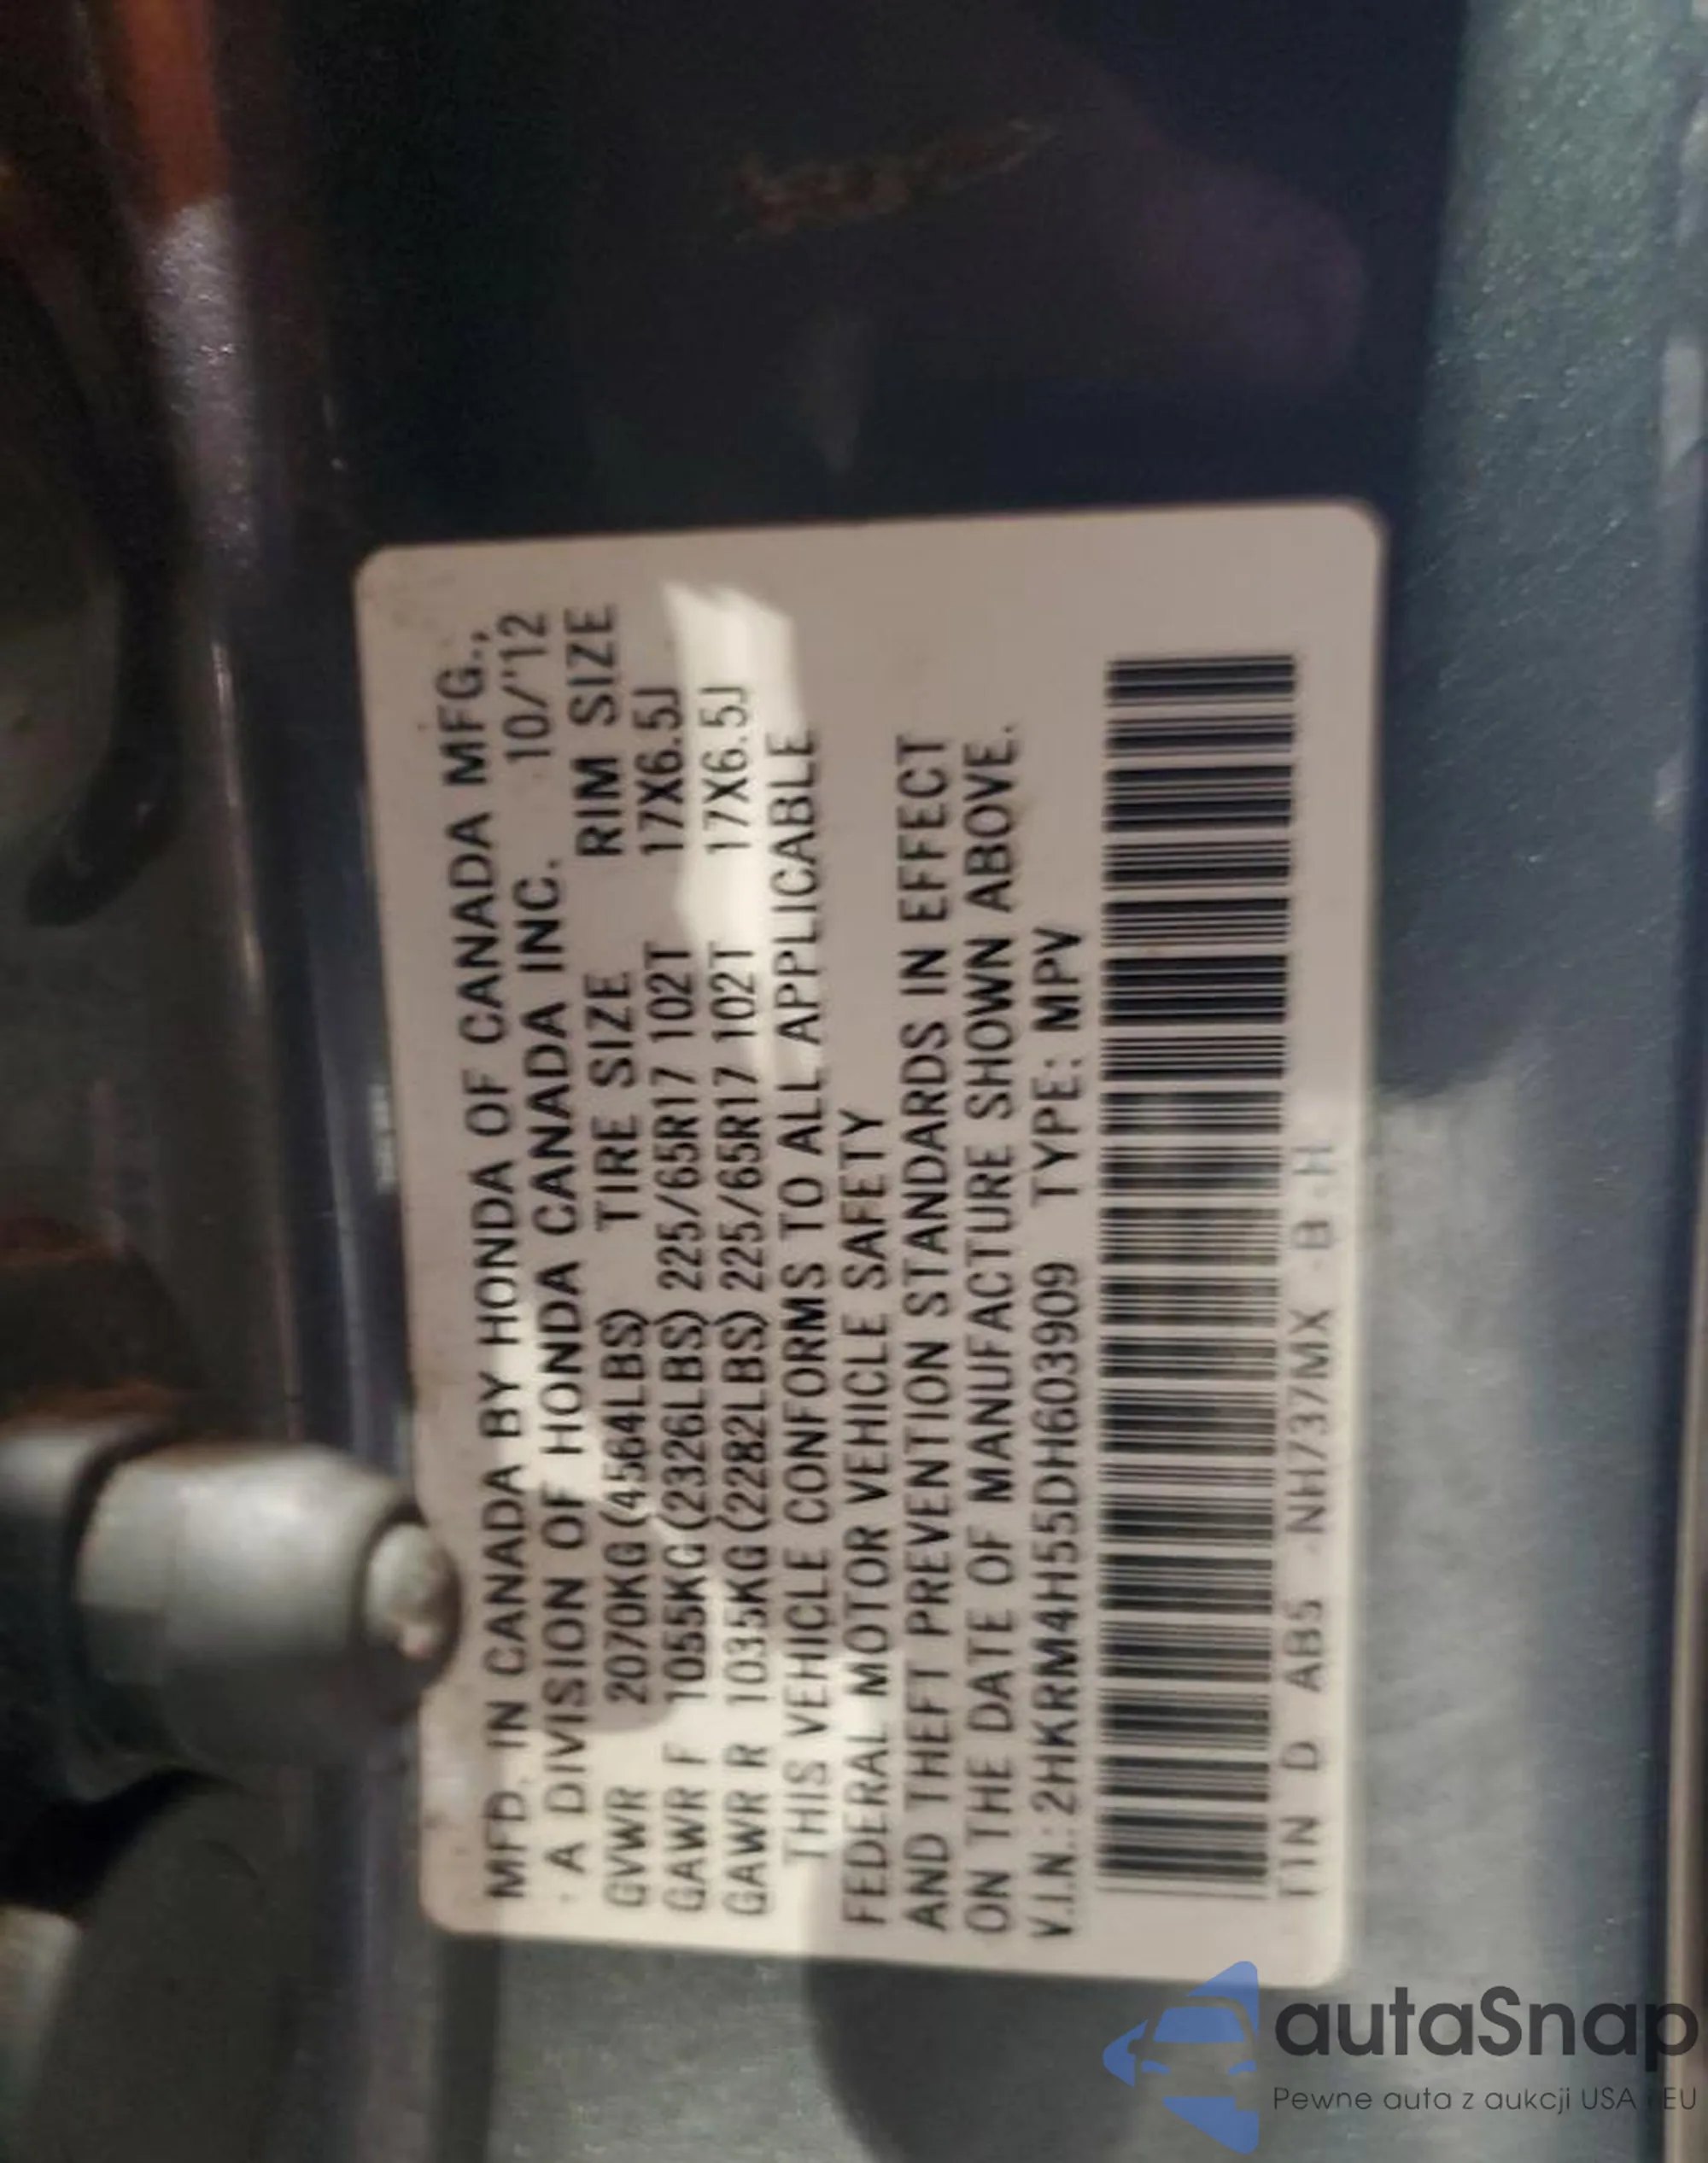 MFD. IN CANADA BY HONDA OF CANADA MFG.,
A DIVISION OF HONDA CANADA INC. 10/'12
GVWR 2070KG(4564LBS) TIRE SIZE RIM SIZE
GAWR F 1055KG(2326LBS) 225/65R17 102T 17X6.5J
GAWR R 1035KG(2282LBS) 225/65R17 102T 17X6.5J
THIS VEHICLE CONFORMS TO ALL APPLICABLE
FEDERAL MOTOR VEHICLE SAFETY
AND THEFT PREVENTION STANDARDS IN EFFECT
ON THE DATE OF MANUFACTURE SHOWN ABOVE.
V.I.N.: 2HKRM4H55DH603909 TYPE: MPV
D AB5 NH737MX B H
autaSnap
Pewne auta z aukcji USA i EU